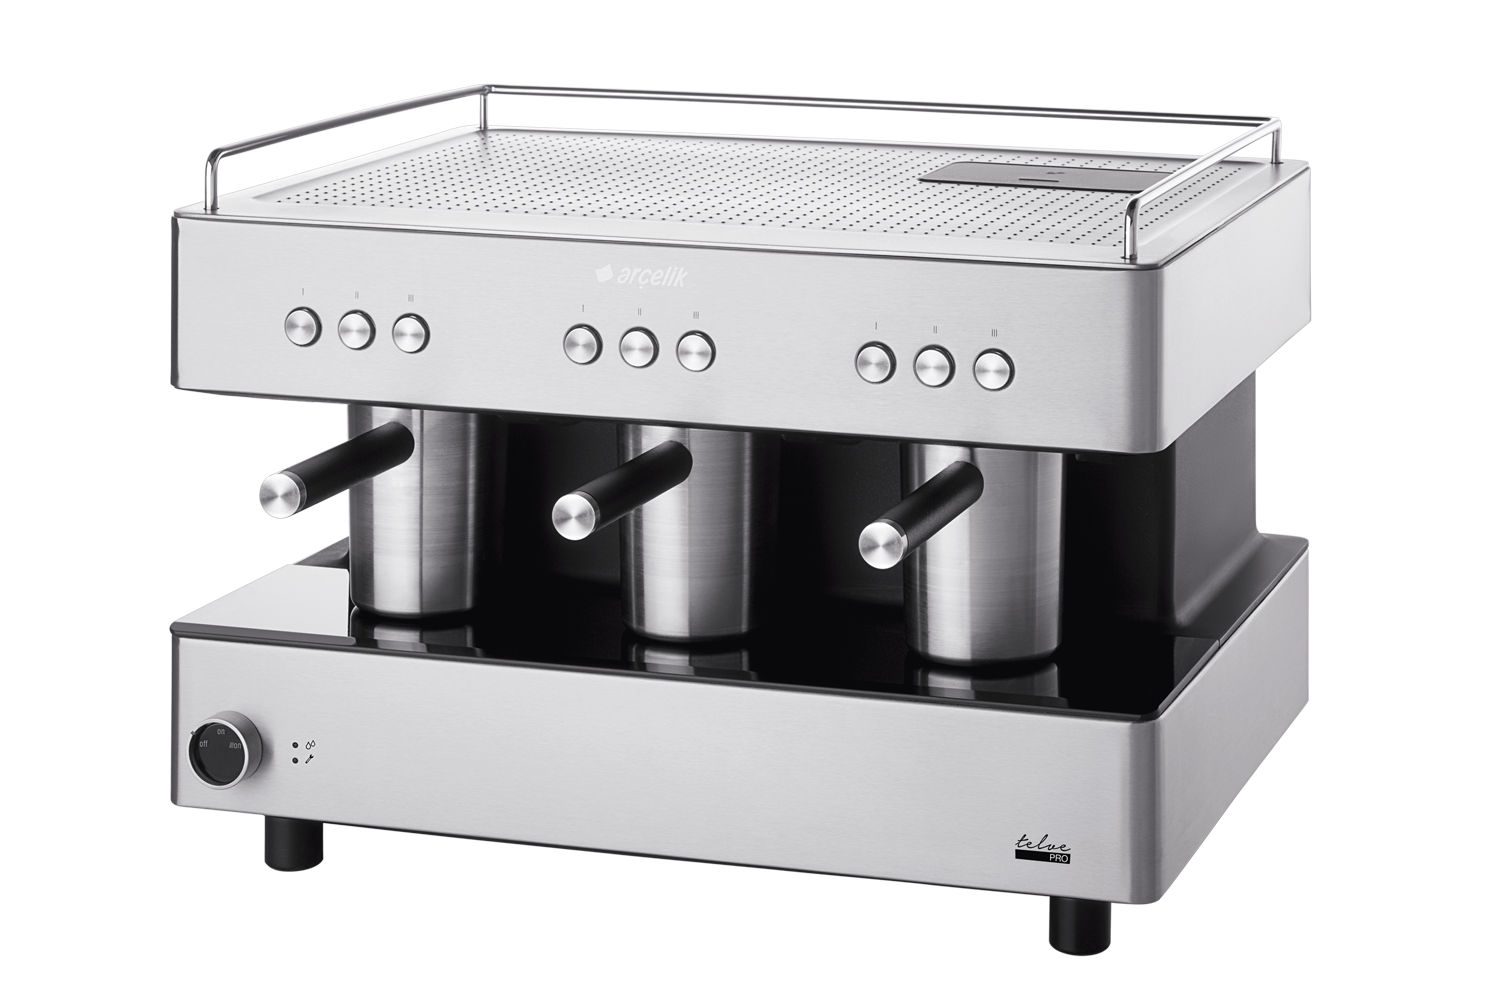 arçelik
I II III
I II III
I II III
on
off
telve
PRO